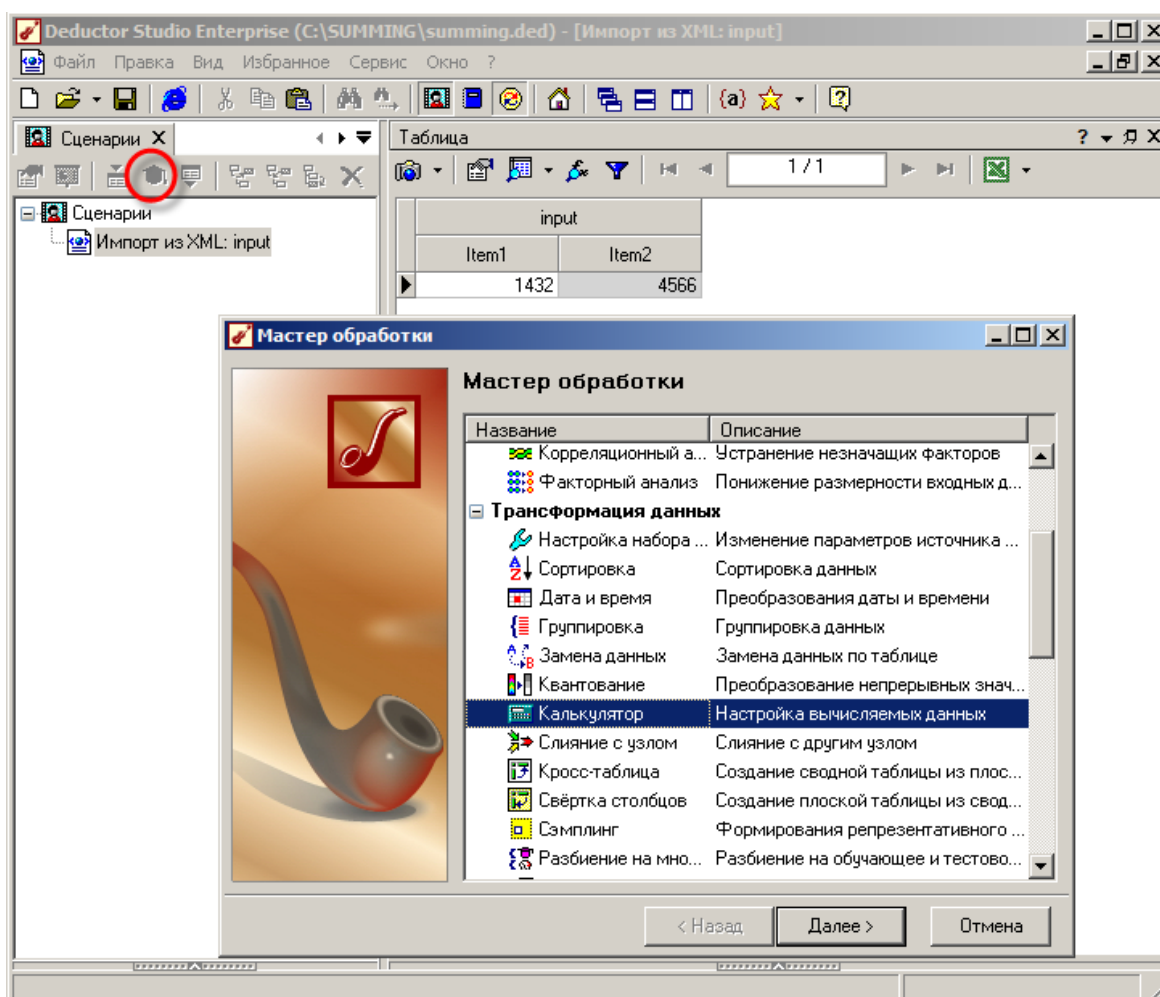 Deductor Studio Enterprise (C:\SUMMING\summing.ded) - [Импорт из XML: input]
Файл Правка Вид Избранное Сервис Окно ?
{a}
Сценарии X
Таблица
1 / 1
Сценарии
Импорт из XML: input
input
Item1 Item2
1432 4566
Мастер обработки
Мастер обработки
Название Описание
Корреляционный а... Устранение незначащих факторов
Факторный анализ Понижение размерности входных д...
Трансформация данных
Настройка набора ... Изменение параметров источника ...
Сортировка Сортировка данных
Дата и время Преобразования даты и времени
Группировка Группировка данных
Замена данных Замена данных по таблице
Квантование Преобразование непрерывных знач...
Калькулятор Настройка вычисляемых данных
Слияние с узлом Слияние с другим узлом
Кросс-таблица Создание сводной таблицы из плос...
Свёртка столбцов Создание плоской таблицы из свод...
Сэмплинг Формирования репрезентативного ...
Разбиение на мно... Разбиение на обучающее и тестово...
< Назад Далее > Отмена